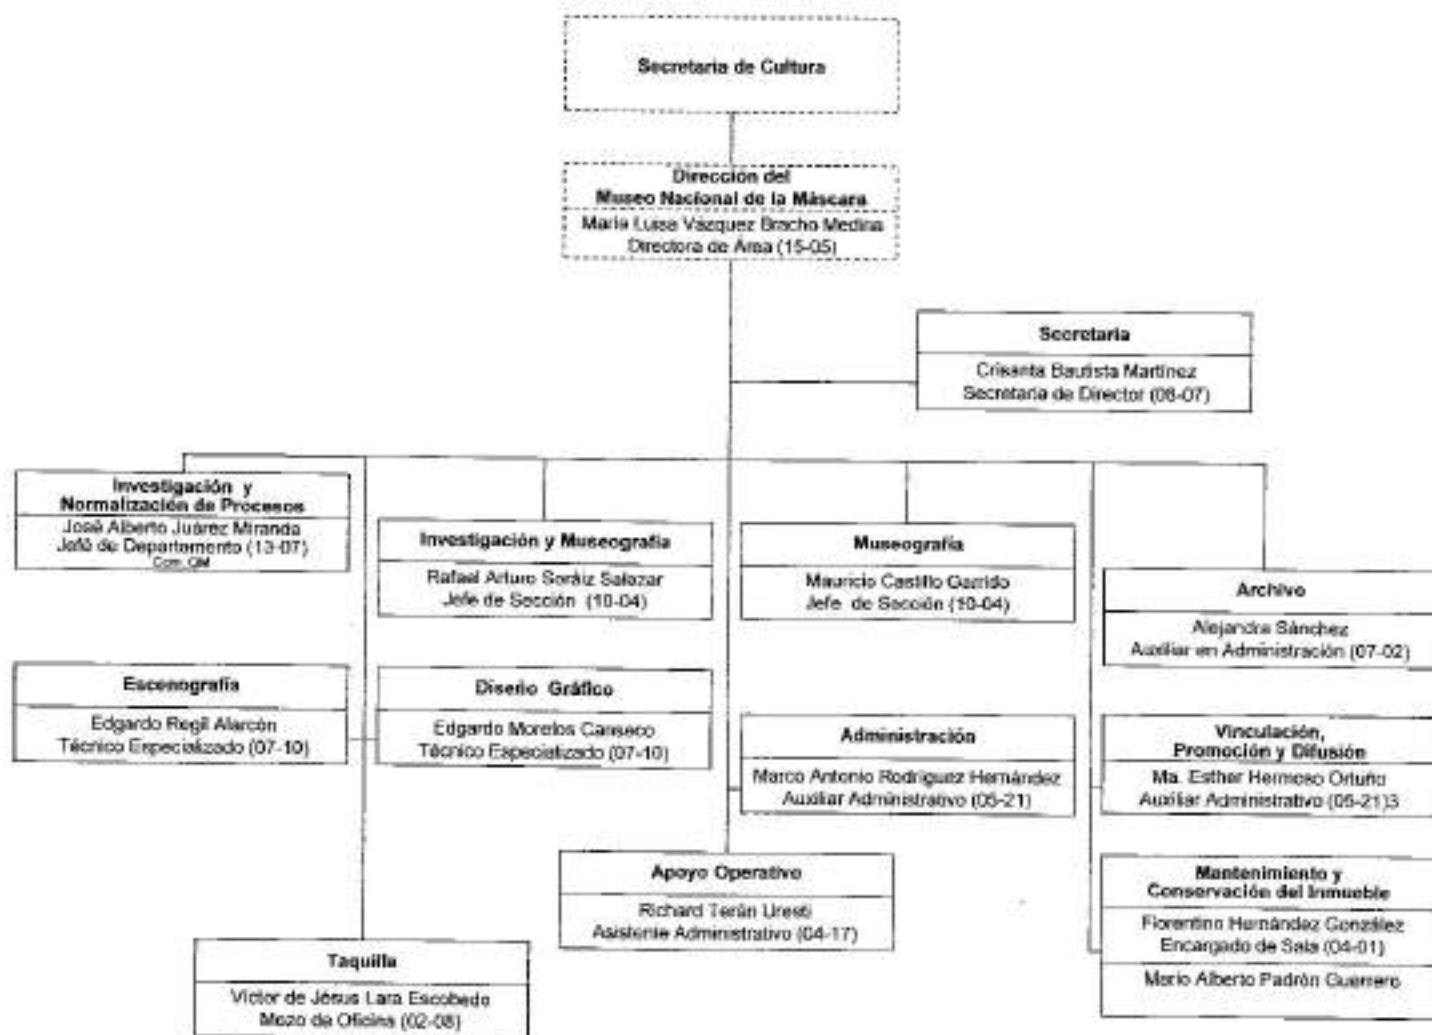 Secretaria de Cultura
Dirección del
Museo Nacional de la Máscara
María Luisa Vázquez Bracho Medina
Directora de Área (15-05)
Secretaria
Crisanta Bautista Martínez
Secretaria de Director (08-07)
Investigación y
Normalización de Procesos
José Alberto Juárez Miranda
Jefe de Departamento (13-07)
Com. OM
Investigación y Museografía
Rafael Arturo Soráiz Salazar
Jefe de Sección (10-04)
Museografía
Mauricio Castillo Garrido
Jefe de Sección (10-04)
Archivo
Alejandra Sánchez
Auxiliar en Administración (07-02)
Escenografía
Edgardo Regil Alarcón
Técnico Especializado (07-10)
Diseño Gráfico
Edgardo Morelos Canseco
Técnico Especializado (07-10)
Administración
Marco Antonio Rodríguez Hernández
Auxiliar Administrativo (05-21)
Vinculación,
Promoción y Difusión
Ma. Esther Hermoso Ortuño
Auxiliar Administrativo (05-21)3
Apoyo Operativo
Richard Terán Uresti
Asistente Administrativo (04-17)
Mantenimiento y
Conservación del Inmueble
Florentino Hernández González
Encargado de Sala (04-01)
Mario Alberto Padrón Guerrero
Taquilla
Víctor de Jésus Lara Escobedo
Mozo de Oficina (02-08)